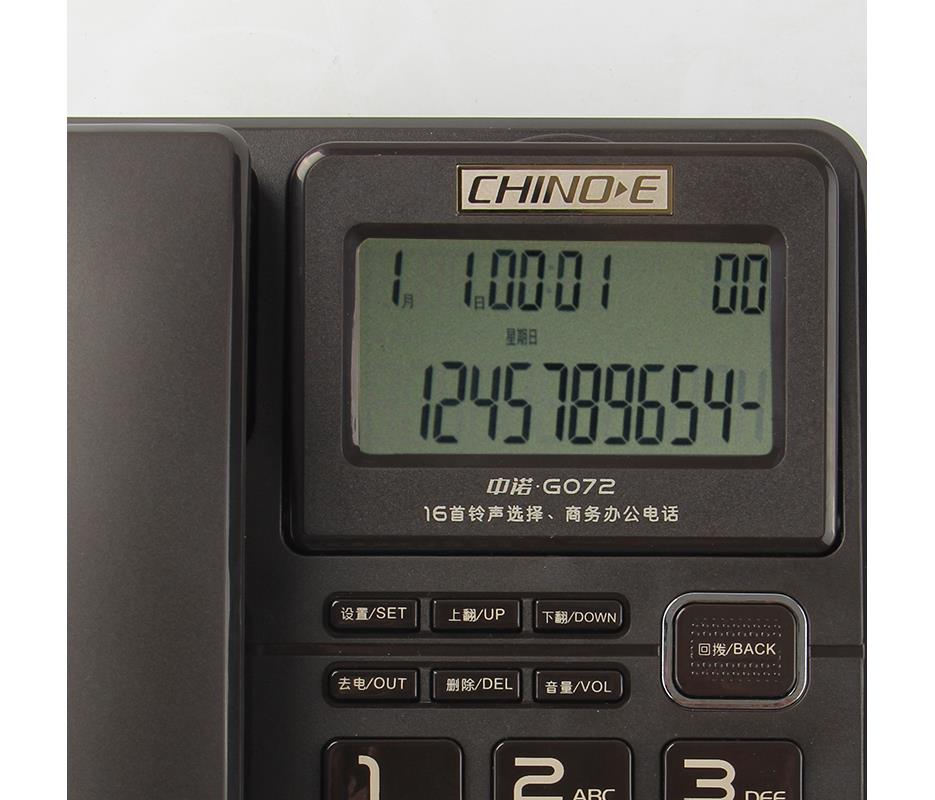 CHINO-E
1月 1日 00:01 00
星期日
1245789654-
中诺·G072
16首铃声选择、商务办公电话
设置/SET 上翻/UP 下翻/DOWN
回拨/BACK
去电/OUT 删除/DEL 音量/VOL
1 2 ABC 3 DEF